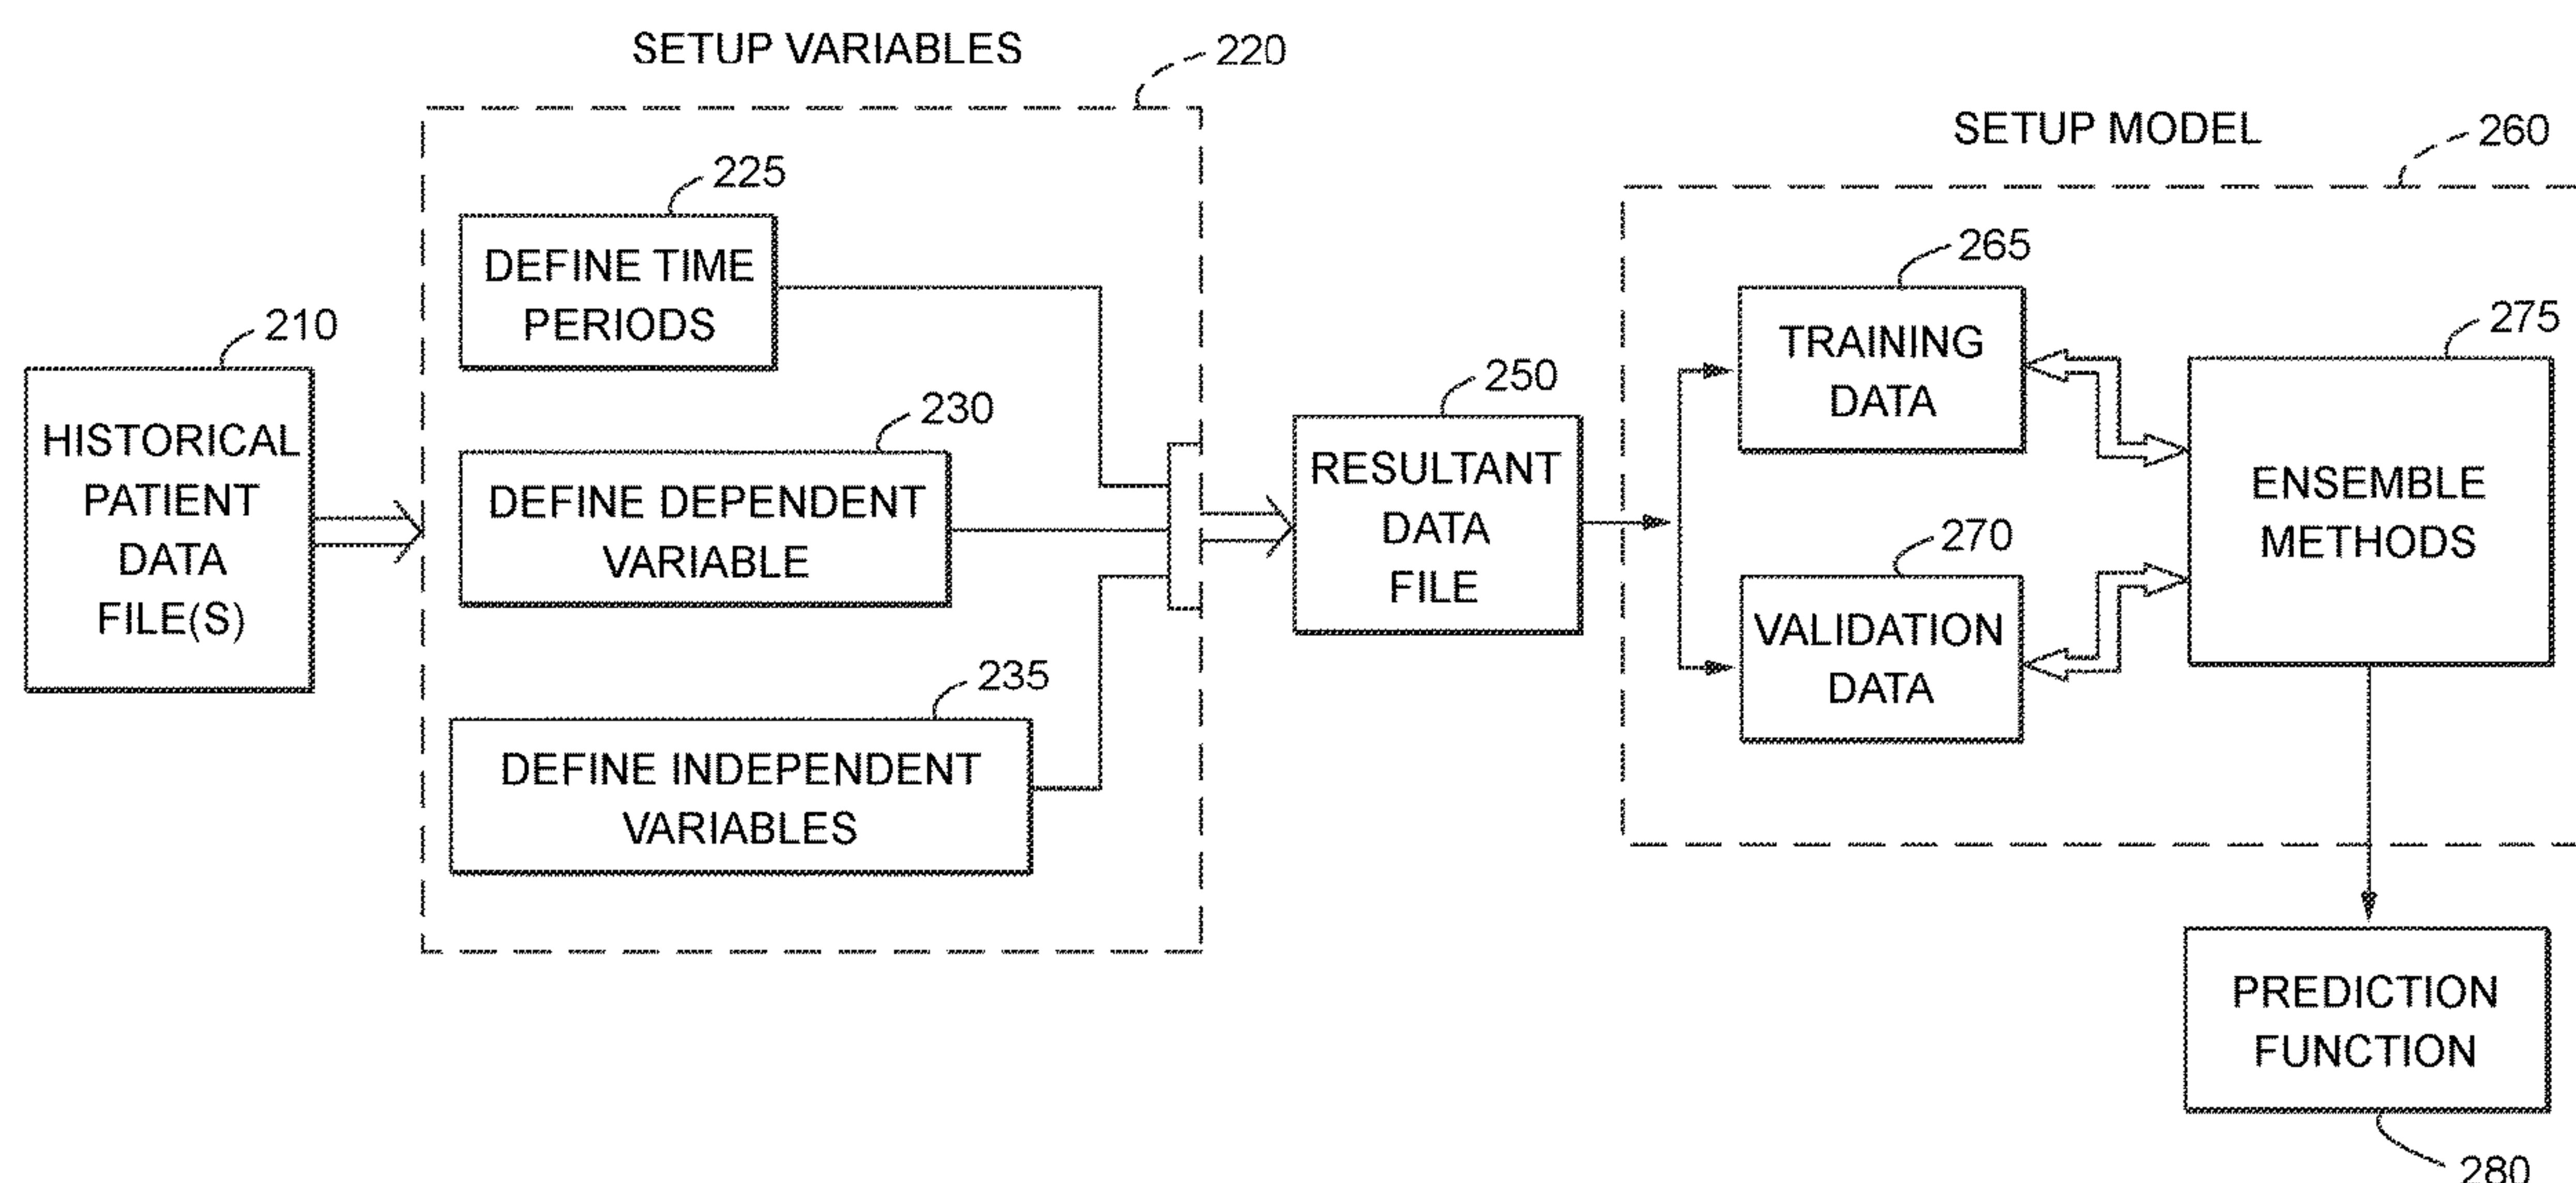 SETUP VARIABLES
220
225
DEFINE TIME
PERIODS
210
HISTORICAL
PATIENT
DATA
FILE(S)
230
DEFINE DEPENDENT
VARIABLE
235
DEFINE INDEPENDENT
VARIABLES
250
RESULTANT
DATA
FILE
SETUP MODEL
260
265
TRAINING
DATA
270
VALIDATION
DATA
275
ENSEMBLE
METHODS
PREDICTION
FUNCTION
280